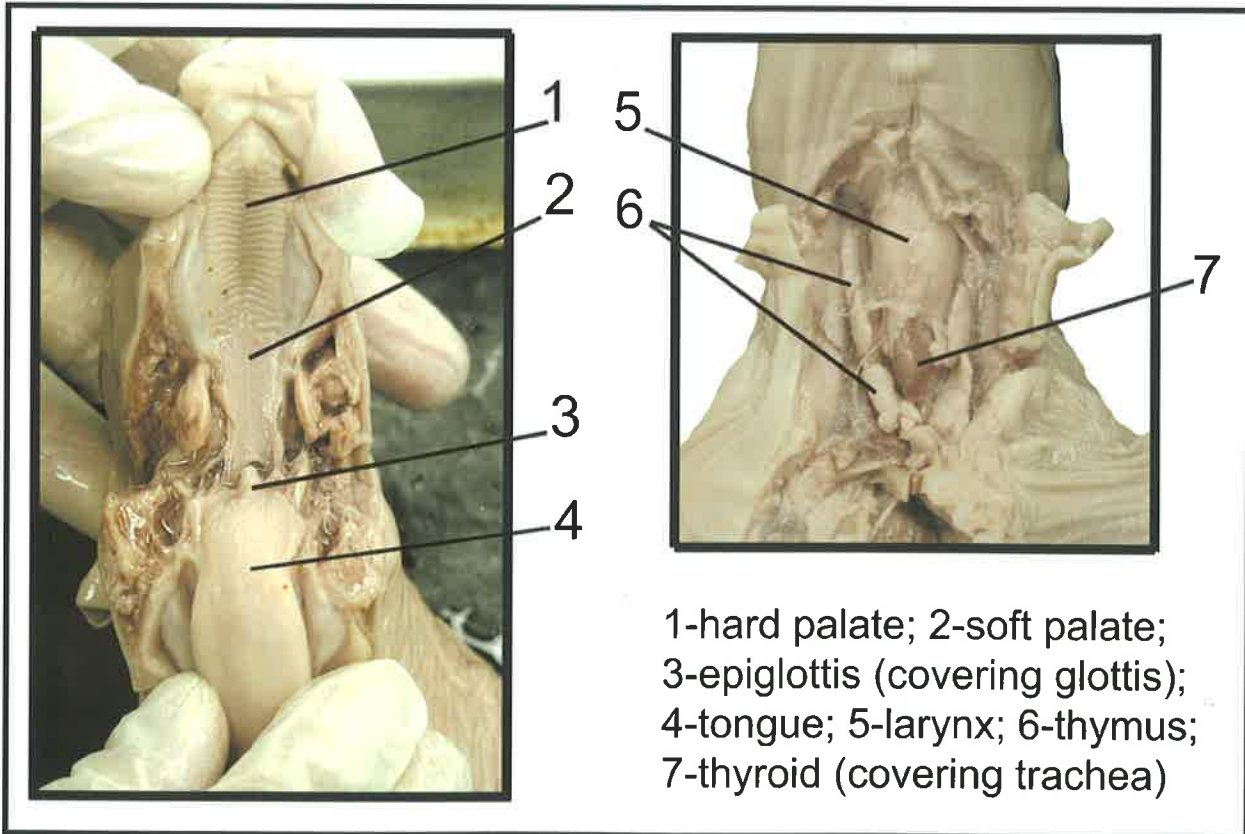 1
2
3
4
5
6
7
1-hard palate; 2-soft palate;
3-epiglottis (covering glottis);
4-tongue; 5-larynx; 6-thymus;
7-thyroid (covering trachea)